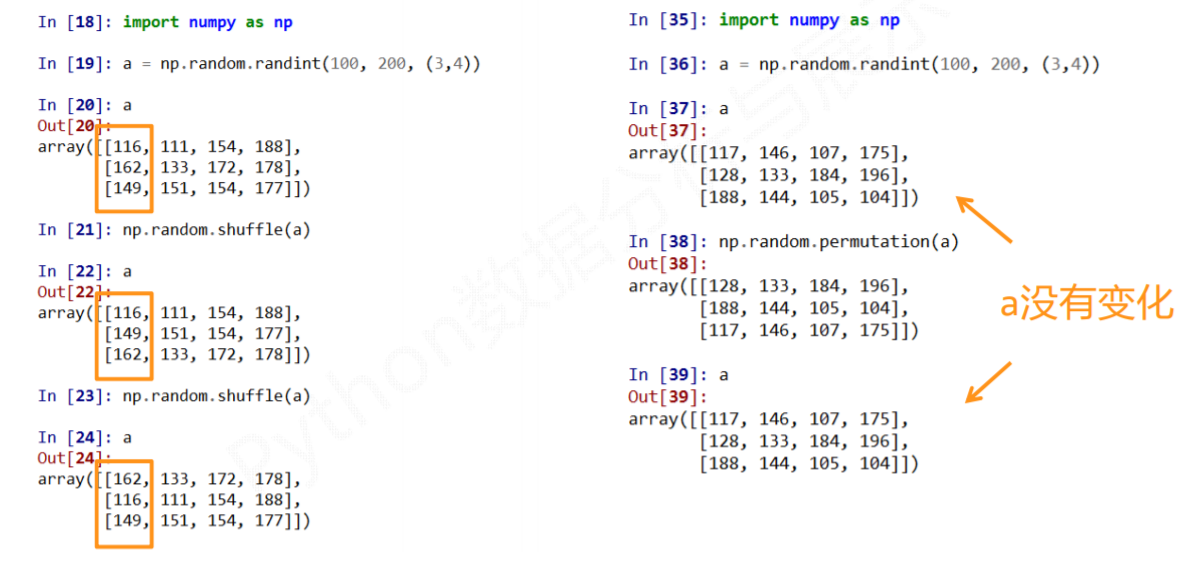 In [18]: import numpy as np
In [19]: a = np.random.randint(100, 200, (3,4))
In [20]: a
Out[20]:
array([[116, 111, 154, 188],
[162, 133, 172, 178],
[149, 151, 154, 177]])
In [21]: np.random.shuffle(a)
In [22]: a
Out[22]:
array([[116, 111, 154, 188],
[149, 151, 154, 177],
[162, 133, 172, 178]])
In [23]: np.random.shuffle(a)
In [24]: a
Out[24]:
array([[162, 133, 172, 178],
[116, 111, 154, 188],
[149, 151, 154, 177]])
In [35]: import numpy as np
In [36]: a = np.random.randint(100, 200, (3,4))
In [37]: a
Out[37]:
array([[117, 146, 107, 175],
[128, 133, 184, 196],
[188, 144, 105, 104]])
In [38]: np.random.permutation(a)
Out[38]:
array([[128, 133, 184, 196],
[188, 144, 105, 104],
[117, 146, 107, 175]])
In [39]: a
Out[39]:
array([[117, 146, 107, 175],
[128, 133, 184, 196],
[188, 144, 105, 104]])
a没有变化
Python数据分析与展示